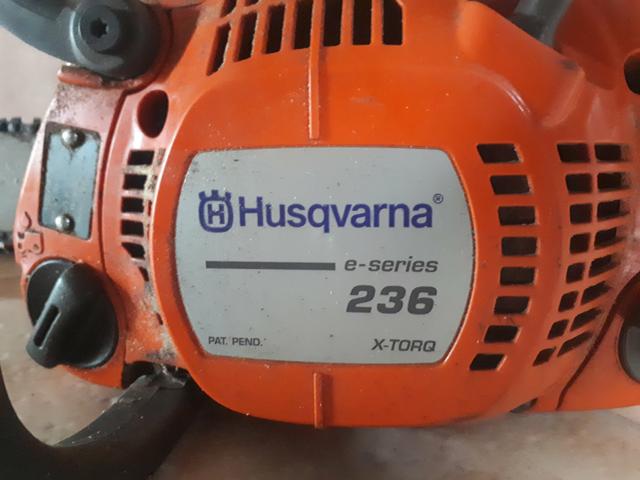 Husqvarna®
e-series
236
PAT. PEND.
X-TORQ